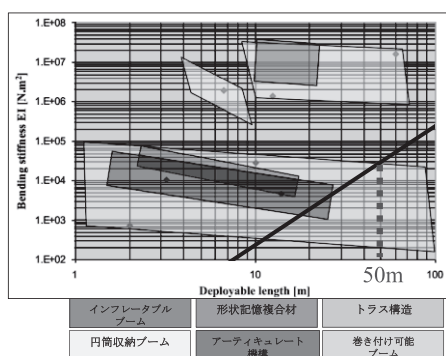 1.E+08
1.E+07
1.E+06
1.E+05
1.E+04
1.E+03
1.E+02
Bending stiffness EI [N.m²]
1
10
100
50m
Deployable length [m]
インフレータブル
ブーム
形状記憶複合材
トラス構造
円筒収納ブーム
アーティキュレート
機構
巻き付け可能
ブーム